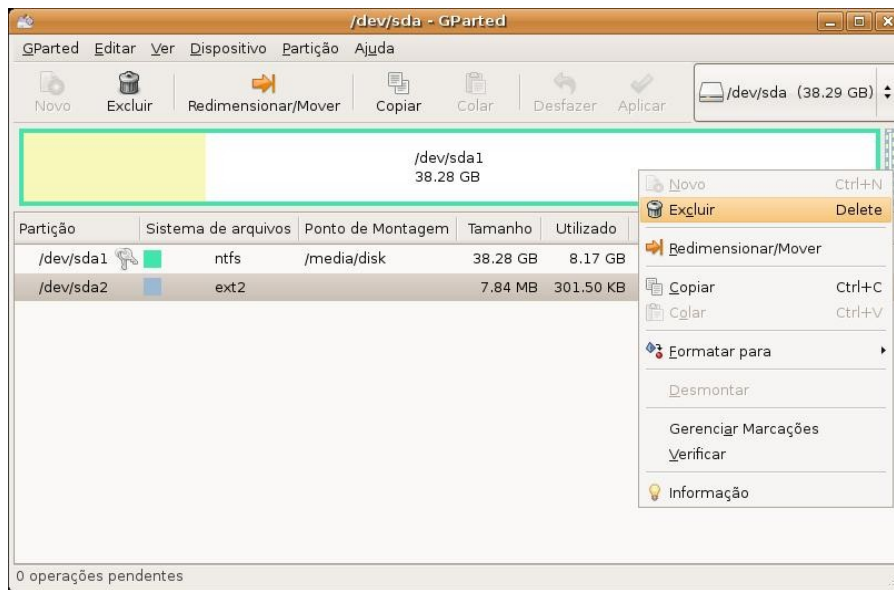 /dev/sda - GParted
GParted Editar Ver Dispositivo Partição Ajuda
Novo Excluir Redimensionar/Mover Copiar Colar Desfazer Aplicar /dev/sda (38.29 GB)
/dev/sda1
38.28 GB
Novo Ctrl+N
Excluir Delete
Redimensionar/Mover
Copiar Ctrl+C
Colar Ctrl+V
Formatar para
Desmontar
Gerenciar Marcações
Verificar
Informação
Partição Sistema de arquivos Ponto de Montagem Tamanho Utilizado
/dev/sda1 ntfs /media/disk 38.28 GB 8.17 GB
/dev/sda2 ext2 7.84 MB 301.50 KB
0 operações pendentes